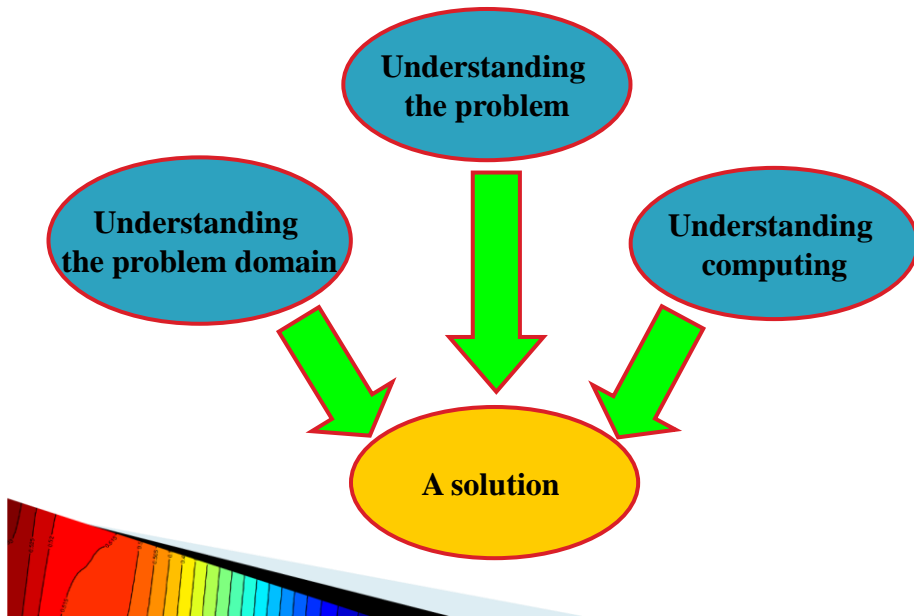 Understanding
the problem
Understanding
the problem domain
Understanding
computing
A solution